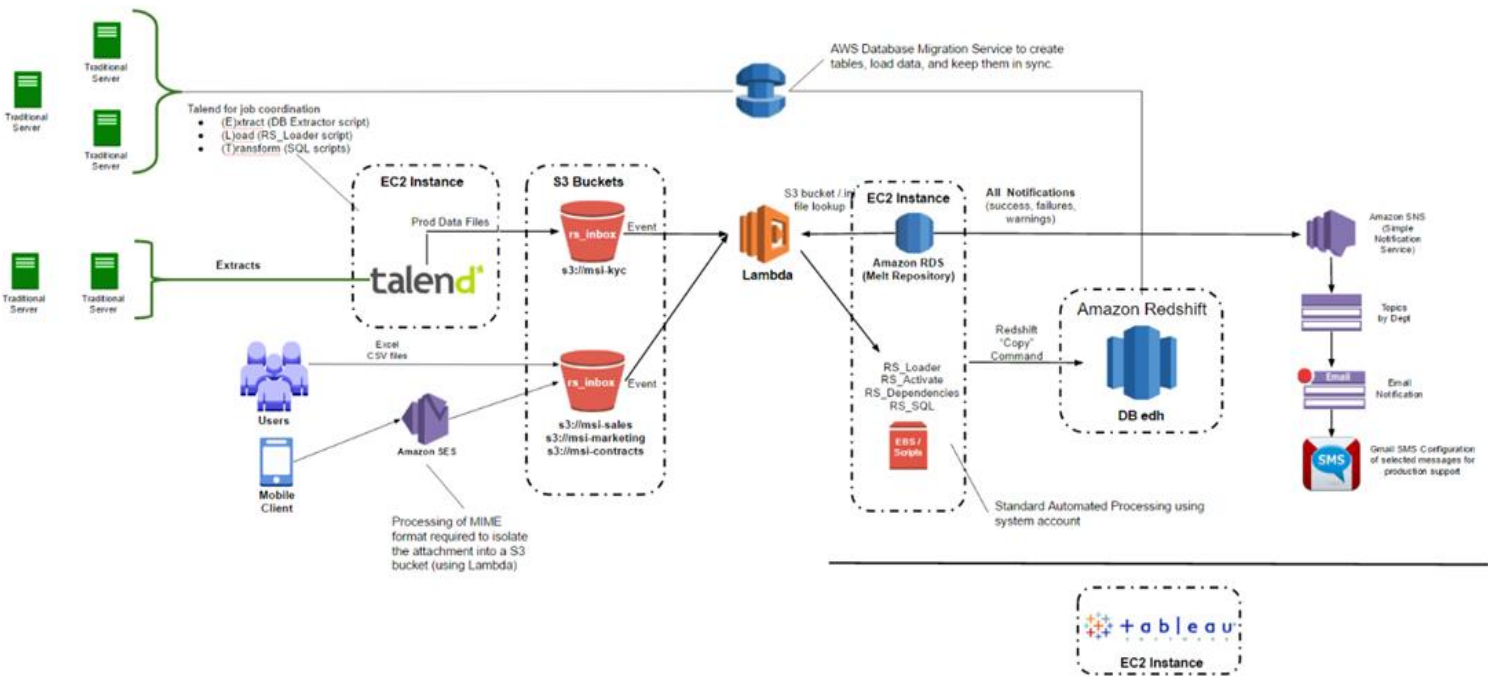 Traditional
Server
Traditional
Server
Traditional
Server
AWS Database Migration Service to create
tables, load data, and keep them in sync.
Talend for job coordination
(E)xtract (DB Extractor script)
(L)oad (RS_Loader script)
(T)ransform (SQL scripts)
EC2 Instance
Prod Data Files
talend
Extracts
Traditional
Server
Traditional
Server
S3 Buckets
rs_inbox
Event
s3://msi-kyc
Excel
CSV files
Users
Mobile
Client
Amazon SES
rs_inbox
Event
s3://msi-sales
s3://msi-marketing
s3://msi-contracts
Processing of MIME
format required to isolate
the attachment into a S3
bucket (using Lambda)
Lambda
S3 bucket /
file lookup
EC2 Instance
Amazon RDS
(Melt Repository)
RS_Loader
RS_Activate
RS_Dependencies
RS_SQL
EBS /
Scripts
Standard Automated Processing using
system account
All Notifications
(success, failures,
warnings)
Redshift
"Copy"
Command
Amazon Redshift
DB edh
Amazon SNS
(Simple
Notification
Service)
Topics
by Dept
Email
Email
Notification
SMS
Gmail SMS Configuration
of selected messages for
production support
+ableau
SOFTWARE
EC2 Instance